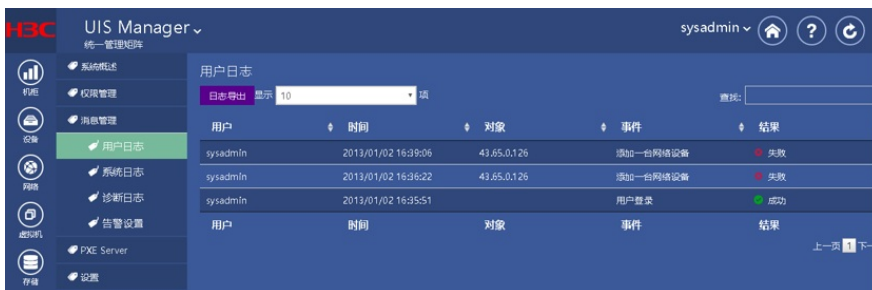 H3C UIS Manager sysadmin
统一管理矩阵
机柜
设备
网络
虚拟机
存储
系统概述
权限管理
消息管理
用户日志
系统日志
诊断日志
告警设置
PXE Server
设置
用户日志
日志导出 显示 10 项 查找:
用户 时间 对象 事件 结果
sysadmin 2013/01/02 16:39:06 43.65.0.126 添加一台网络设备 失败
sysadmin 2013/01/02 16:36:22 43.65.0.126 添加一台网络设备 失败
sysadmin 2013/01/02 16:35:51 用户登录 成功
用户 时间 对象 事件 结果
上一页 1 下一